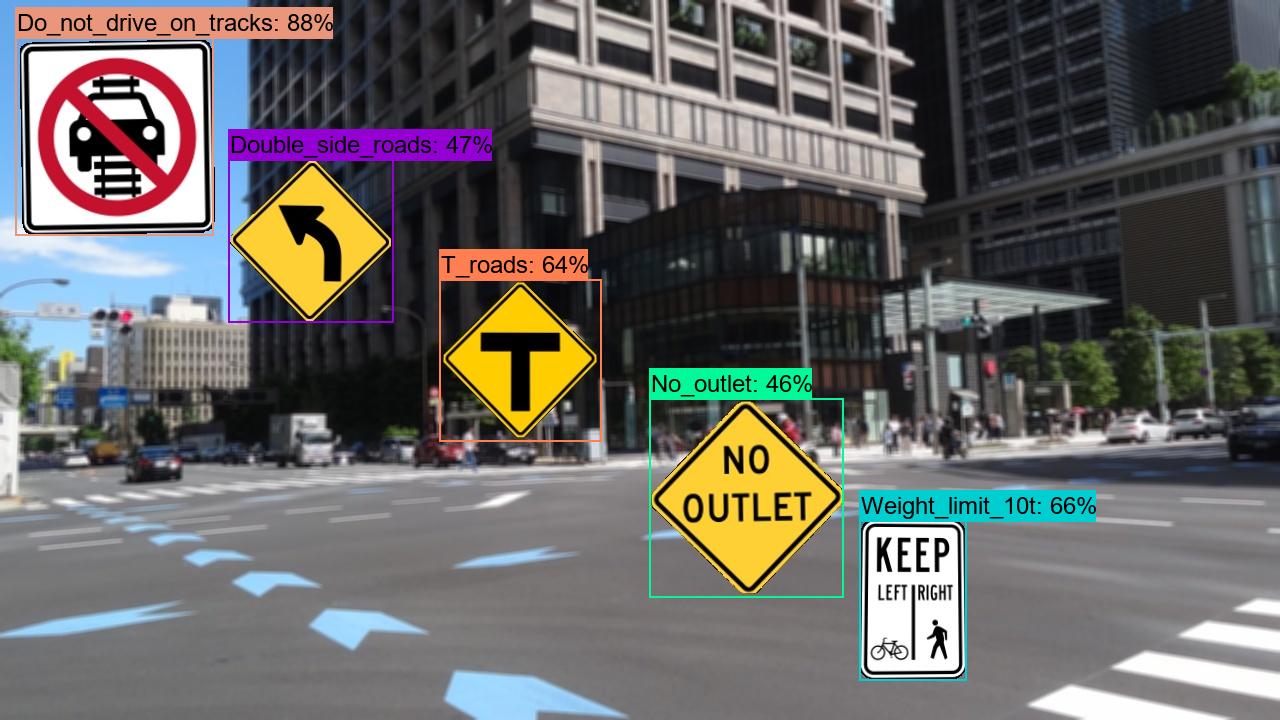 Do_not_drive_on_tracks: 88%
Double_side_roads: 47%
T_roads: 64%
T
No_outlet: 46%
NO
OUTLET
Weight_limit_10t: 66%
KEEP
LEFT RIGHT